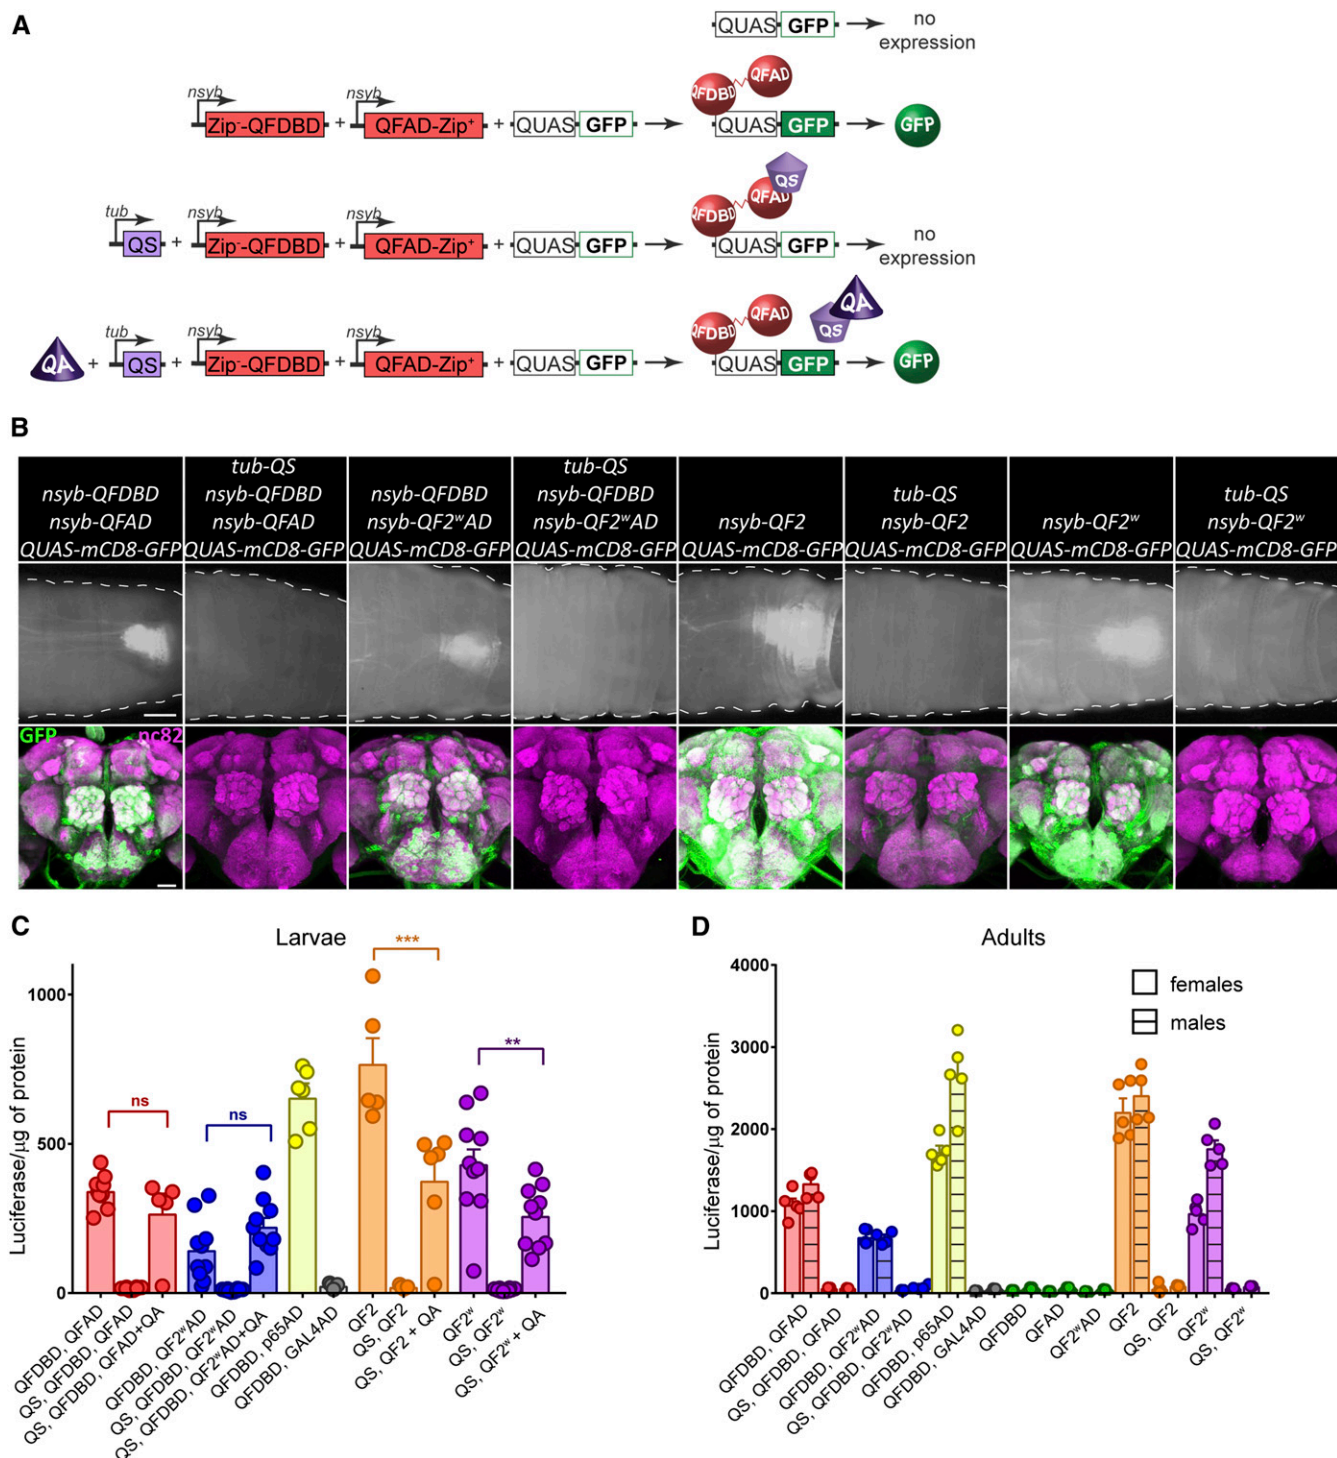 A
QUAS GFP
no
expression
nsyb
nsyb
Zip⁻-QFDBD + QFAD-Zip⁺ + QUAS GFP
QFDBD QFAD
QUAS GFP
GFP
tub
nsyb
nsyb
QS + Zip⁻-QFDBD + QFAD-Zip⁺ + QUAS GFP
QFDBD QFAD QS
QUAS GFP
no
expression
tub
nsyb
nsyb
QA + QS + Zip⁻-QFDBD + QFAD-Zip⁺ + QUAS GFP
QFDBD QFAD QS QA
QUAS GFP
GFP
B
nsyb-QFDBD
nsyb-QFAD
QUAS-mCD8-GFP
tub-QS
nsyb-QFDBD
nsyb-QFAD
QUAS-mCD8-GFP
nsyb-QFDBD
nsyb-QF2ʷAD
QUAS-mCD8-GFP
tub-QS
nsyb-QFDBD
nsyb-QF2ʷAD
QUAS-mCD8-GFP
nsyb-QF2
QUAS-mCD8-GFP
tub-QS
nsyb-QF2
QUAS-mCD8-GFP
nsyb-QF2ʷ
QUAS-mCD8-GFP
tub-QS
nsyb-QF2ʷ
QUAS-mCD8-GFP
GFP nc82
C
Larvae
Luciferase/µg of protein
1000
500
0
ns
ns
***
**
QFDBD, QFAD
QS, QFDBD, QFAD
QS, QFDBD, QFAD+QA
QFDBD, QF2ʷAD
QS, QFDBD, QF2ʷAD
QS, QFDBD, QF2ʷAD+QA
QFDBD, p65AD
QFDBD, GAL4AD
QF2
QS, QF2
QS, QF2 + QA
QF2ʷ
QS, QF2ʷ
QS, QF2ʷ + QA
D
Adults
Luciferase/µg of protein
4000
3000
2000
1000
0
females
males
QFDBD, QFAD
QS, QFDBD, QFAD
QFDBD, QF2ʷAD
QS, QFDBD, QF2ʷAD
QFDBD, p65AD
QFDBD, GAL4AD
QFDBD
QFAD
QF2ʷAD
QF2
QS, QF2
QF2ʷ
QS, QF2ʷ